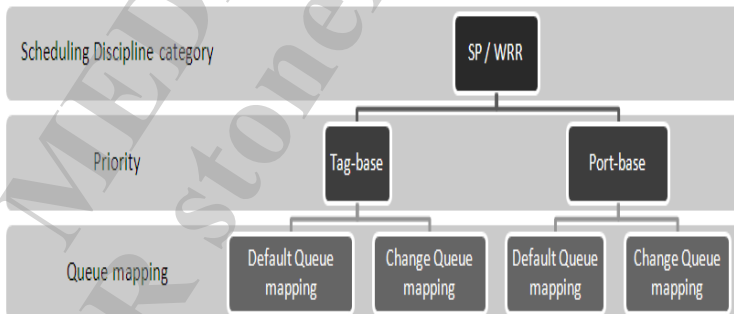 Scheduling Discipline category
SP / WRR
Priority
Tag-base
Port-base
Queue mapping
Default Queue
mapping
Change Queue
mapping
Default Queue
mapping
Change Queue
mapping